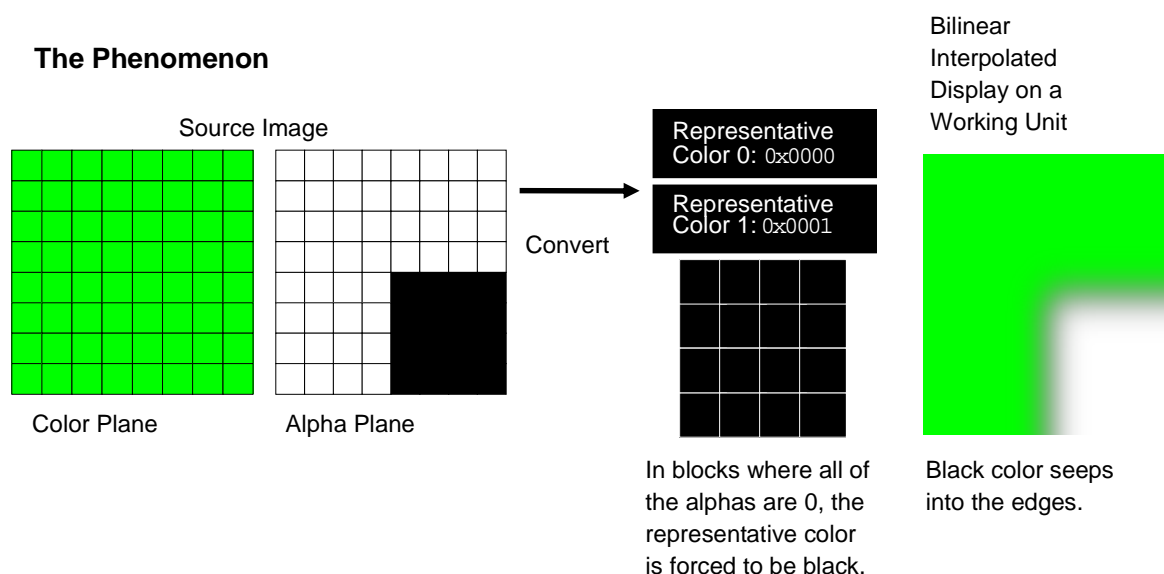 The Phenomenon
Source Image
Color Plane
Alpha Plane
Convert
Representative
Color 0: 0x0000
Representative
Color 1: 0x0001
In blocks where all of
the alphas are 0, the
representative color
is forced to be black.
Bilinear
Interpolated
Display on a
Working Unit
Black color seeps
into the edges.